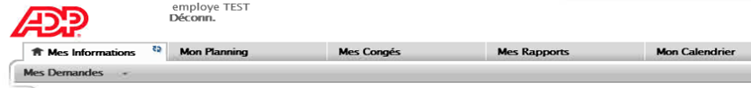 ADP
employe TEST
Déconn.
Mes Informations Mon Planning Mes Congés Mes Rapports Mon Calendrier
Mes Demandes